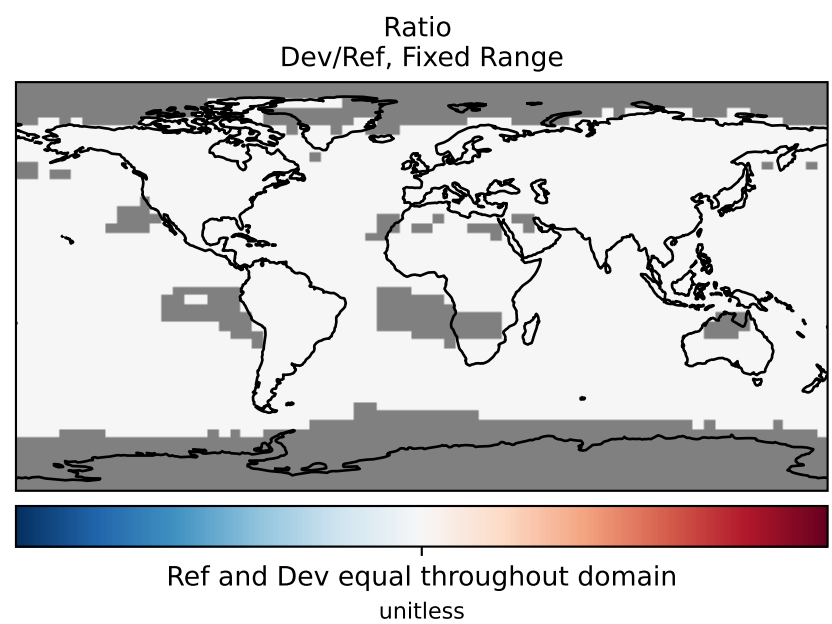 Ratio
Dev/Ref, Fixed Range
Ref and Dev equal throughout domain
unitless